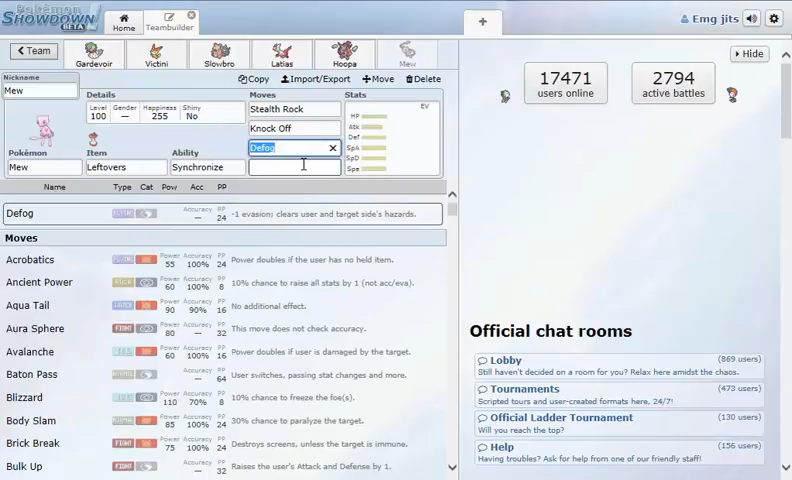 Pokémon
SHOWDOWN
BETA
Home
Teambuilder
+
Emg jits
< Team
Gardevoir
Victini
Slowbro
Latias
Hoopa
Mew
Hide
Nickname
Mew
Copy
Import/Export
Move
Delete
Details
Level
100
Gender
—
Happiness
255
Shiny
No
Moves
Stealth Rock
Knock Off
Defog
Stats
EV
HP
Atk
Def
SpA
SpD
Spe
Pokémon
Mew
Item
Leftovers
Ability
Synchronize
17471
users online
2794
active battles
Name Type Cat Pow Acc PP
Defog Accuracy — PP 24 -1 evasion; clears user and target side's hazards.
Moves
Acrobatics Power 55 Accuracy 100% PP 24 Power doubles if the user has no held item.
Ancient Power ROCK Power 60 Accuracy 100% PP 8 10% chance to raise all stats by 1 (not acc/eva).
Aqua Tail WATER Power 90 Accuracy 90% PP 16 No additional effect.
Aura Sphere FIGHT Power 80 Accuracy — PP 32 This move does not check accuracy.
Avalanche Power 60 Accuracy 100% PP 16 Power doubles if user is damaged by the target.
Baton Pass NORMAL Accuracy — PP 64 User switches, passing stat changes and more.
Blizzard Power 110 Accuracy 70% PP 8 10% chance to freeze the foe(s).
Body Slam NORMAL Power 85 Accuracy 100% PP 24 30% chance to paralyze the target.
Brick Break FIGHT Power 75 Accuracy 100% PP 24 Destroys screens, unless the target is immune.
Bulk Up FIGHT Accuracy — PP 32 Raises the user's Attack and Defense by 1.
Official chat rooms
Lobby (869 users)
Still haven't decided on a room for you? Relax here amidst the chaos.
Tournaments (473 users)
Scripted tours and user-created formats here, 24/7!
Official Ladder Tournament (130 users)
Will you reach the top?
Help (156 users)
Having troubles? Ask for help from one of our friendly staff!